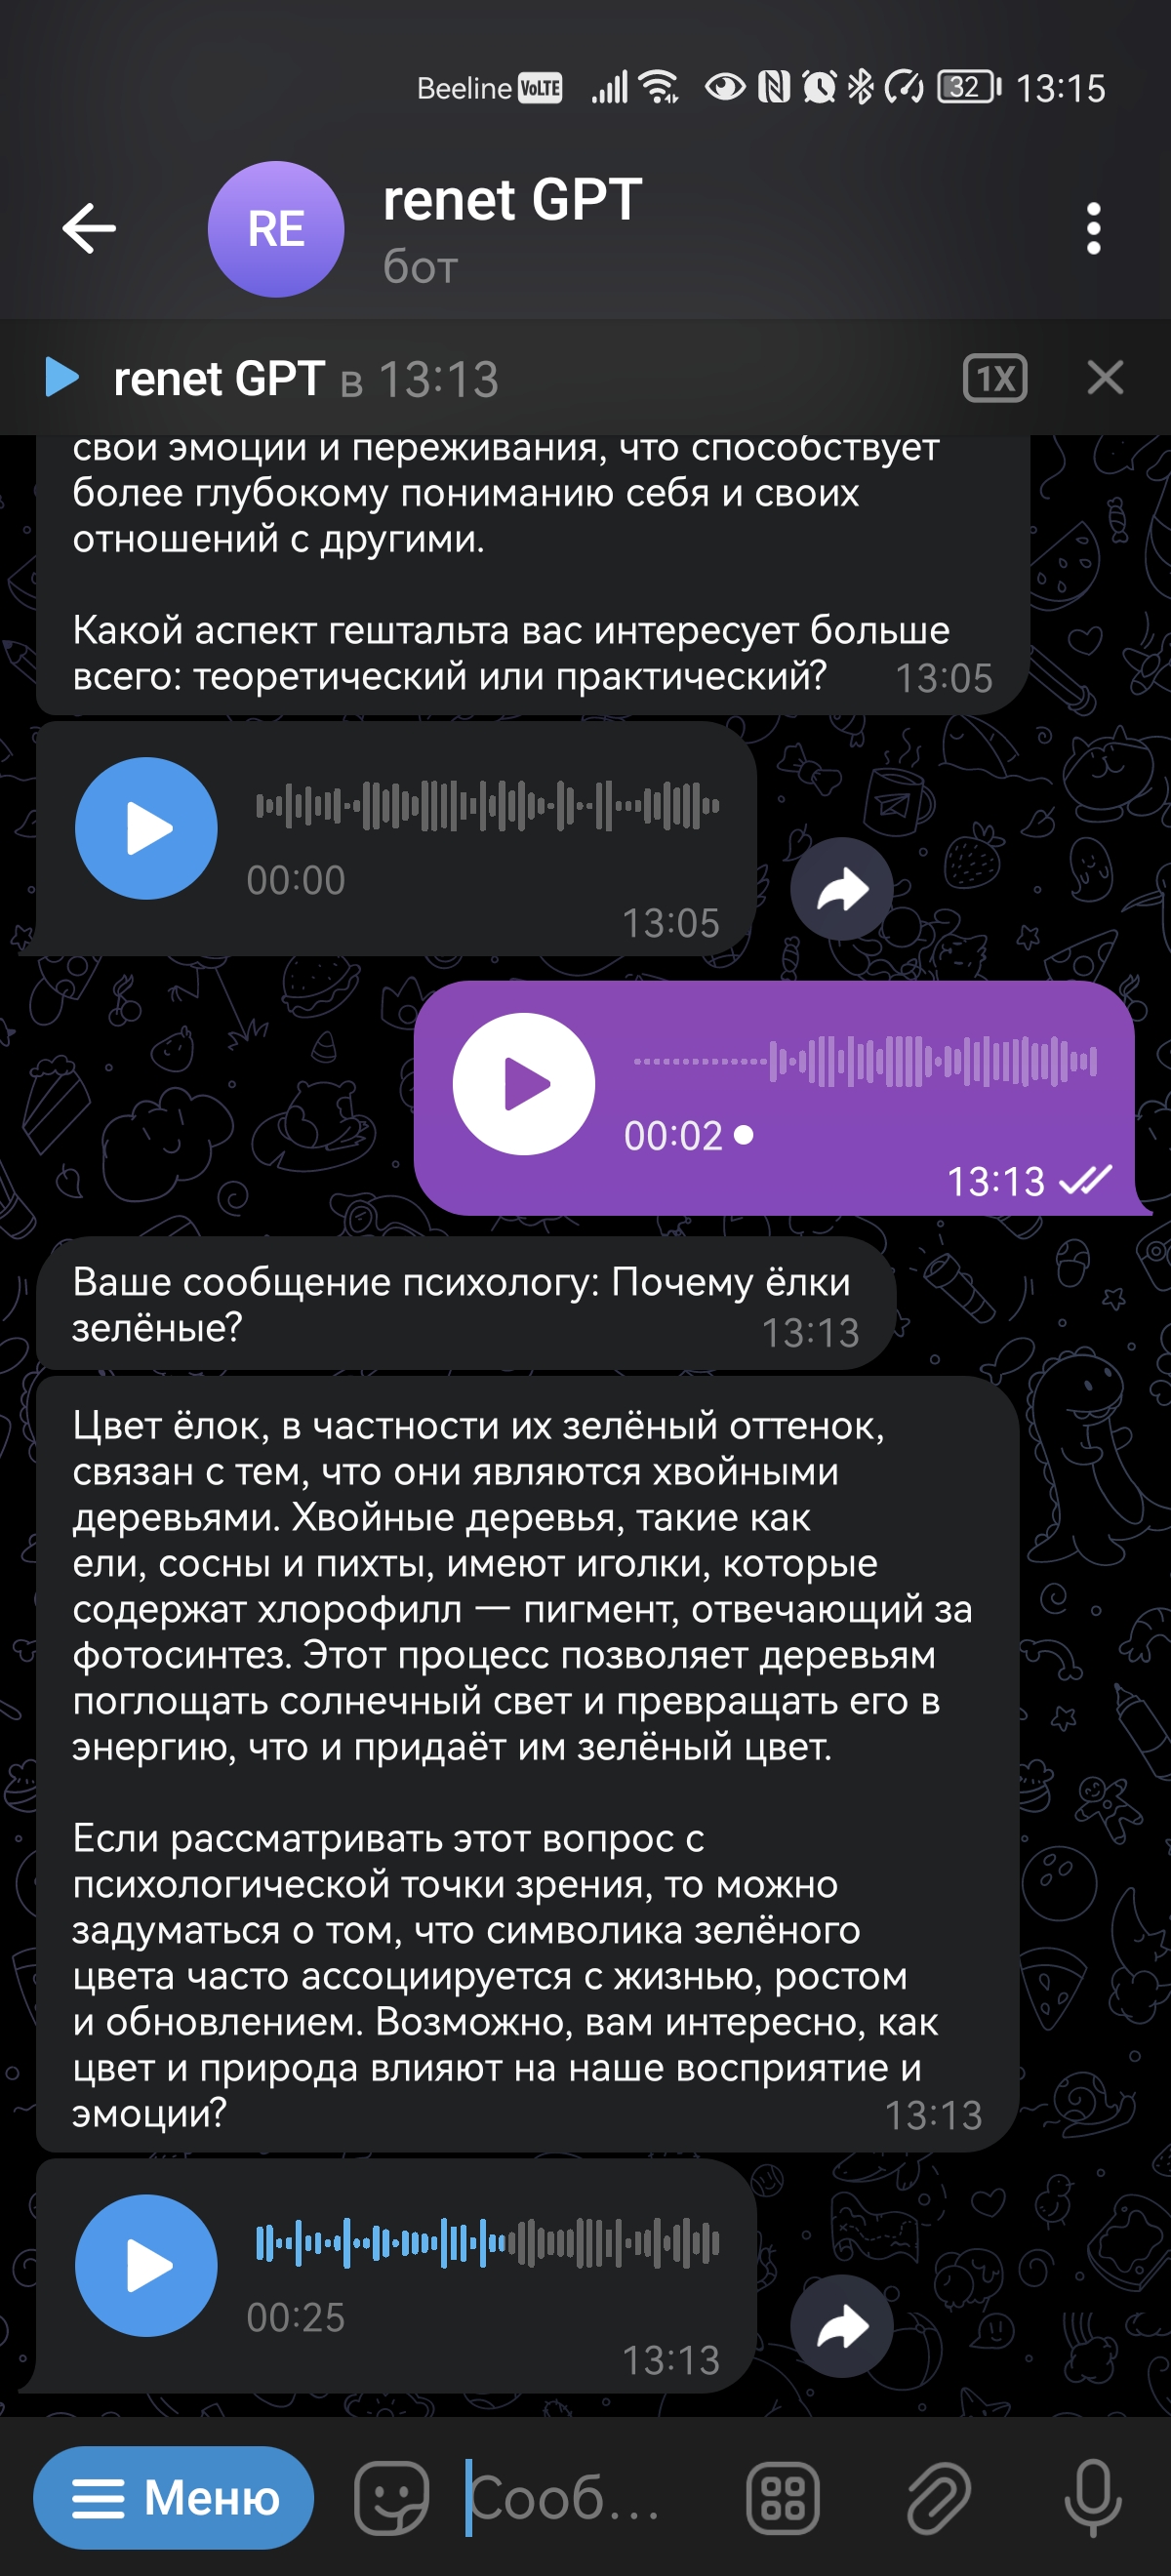 Beeline VoLTE 32 13:15
RE
renet GPT
бот
renet GPT в 13:13 1X
свои эмоции и переживания, что способствует
более глубокому пониманию себя и своих
отношений с другими.
Какой аспект гештальта вас интересует больше
всего: теоретический или практический? 13:05
00:00
13:05
00:02
13:13
Ваше сообщение психологу: Почему ёлки
зелёные? 13:13
Цвет ёлок, в частности их зелёный оттенок,
связан с тем, что они являются хвойными
деревьями. Хвойные деревья, такие как
ели, сосны и пихты, имеют иголки, которые
содержат хлорофилл — пигмент, отвечающий за
фотосинтез. Этот процесс позволяет деревьям
поглощать солнечный свет и превращать его в
энергию, что и придаёт им зелёный цвет.
Если рассматривать этот вопрос с
психологической точки зрения, то можно
задуматься о том, что символика зелёного
цвета часто ассоциируется с жизнью, ростом
и обновлением. Возможно, вам интересно, как
цвет и природа влияют на наше восприятие и
эмоции? 13:13
00:25
13:13
Меню Сооб...